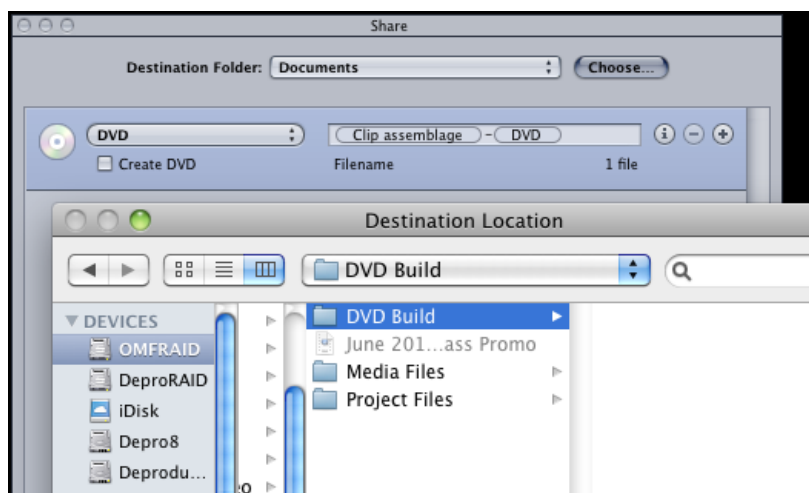 Share
Destination Folder: Documents Choose...
DVD Clip assemblage - DVD
Create DVD Filename 1 file
Destination Location
DVD Build
DEVICES
OMFRAID
DeproRAID
iDisk
Depro8
Deprodu...
DVD Build
June 201...ass Promo
Media Files
Project Files